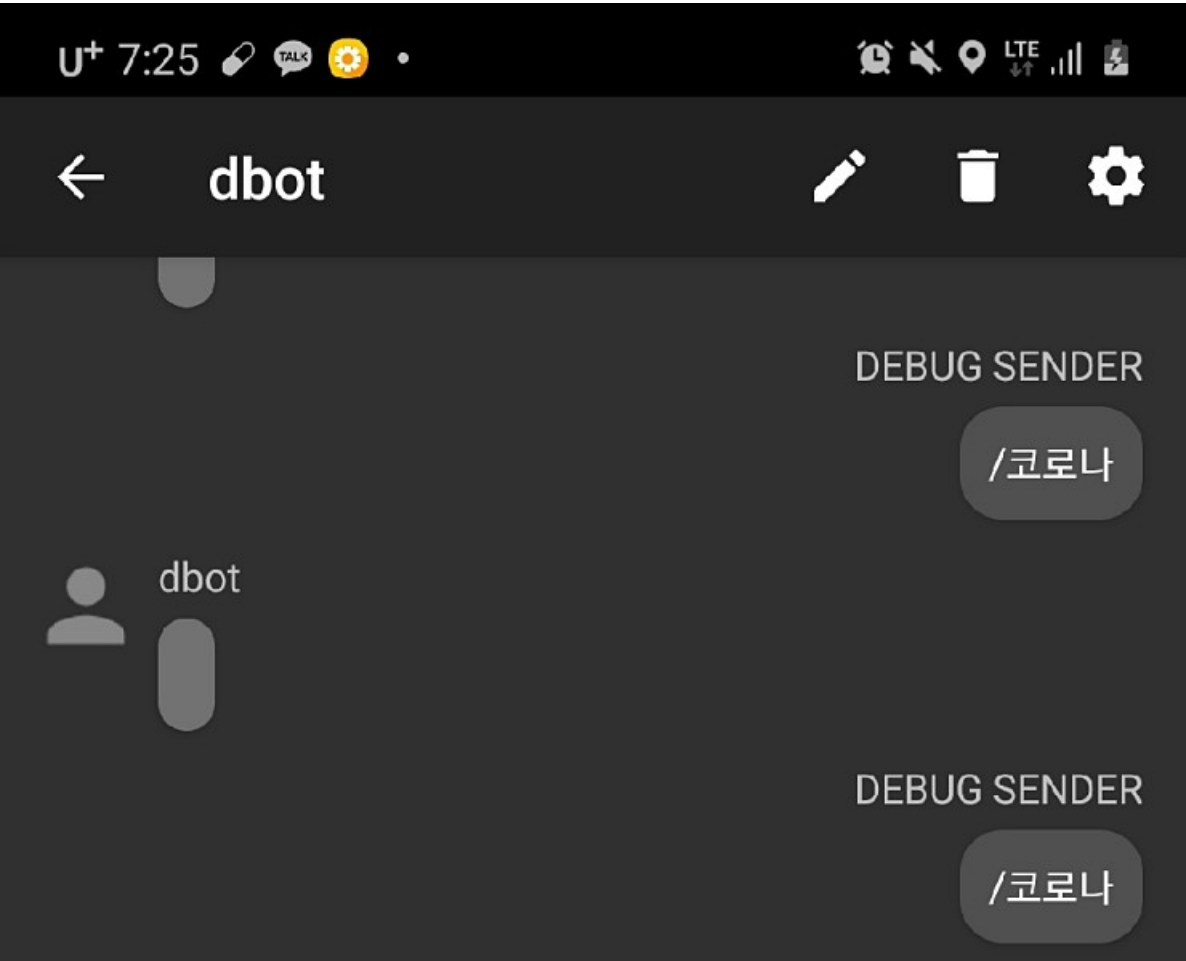 U+ 7:25 TALK LTE
dbot
DEBUG SENDER
/코로나
dbot
DEBUG SENDER
/코로나